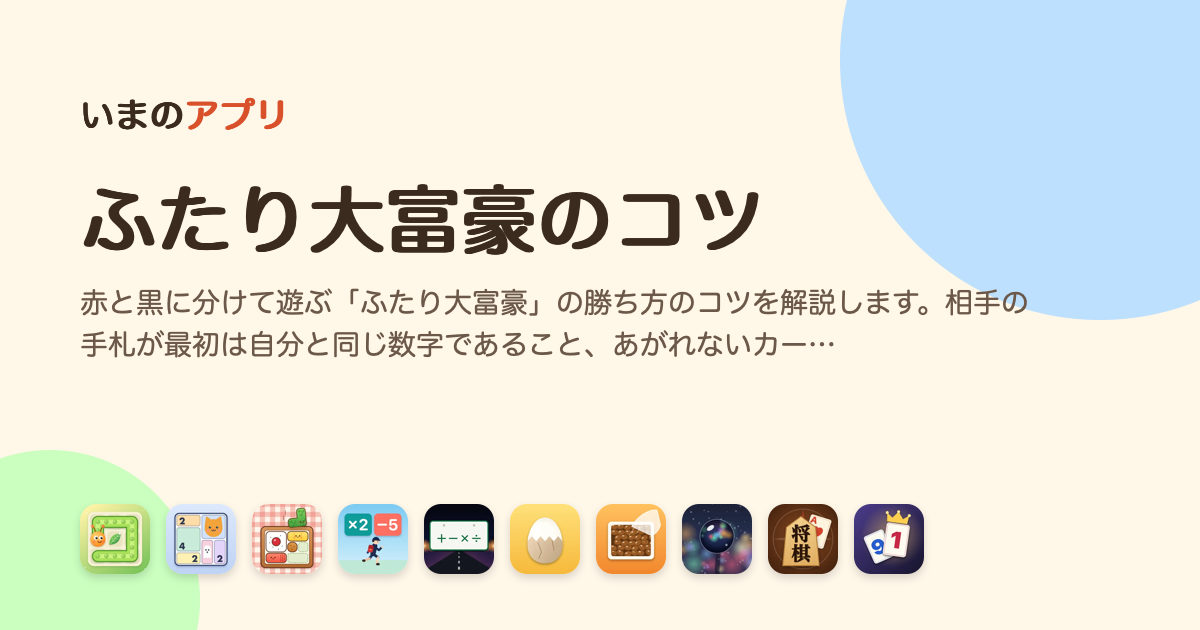 いまのアプリ
ふたり大富豪のコツ
赤と黒に分けて遊ぶ「ふたり大富豪」の勝ち方のコツを解説します。相手の
手札が最初は自分と同じ数字であること、あがれないカー…
2
4
2
2
×2
−5
+−×÷
将棋
A
9
1